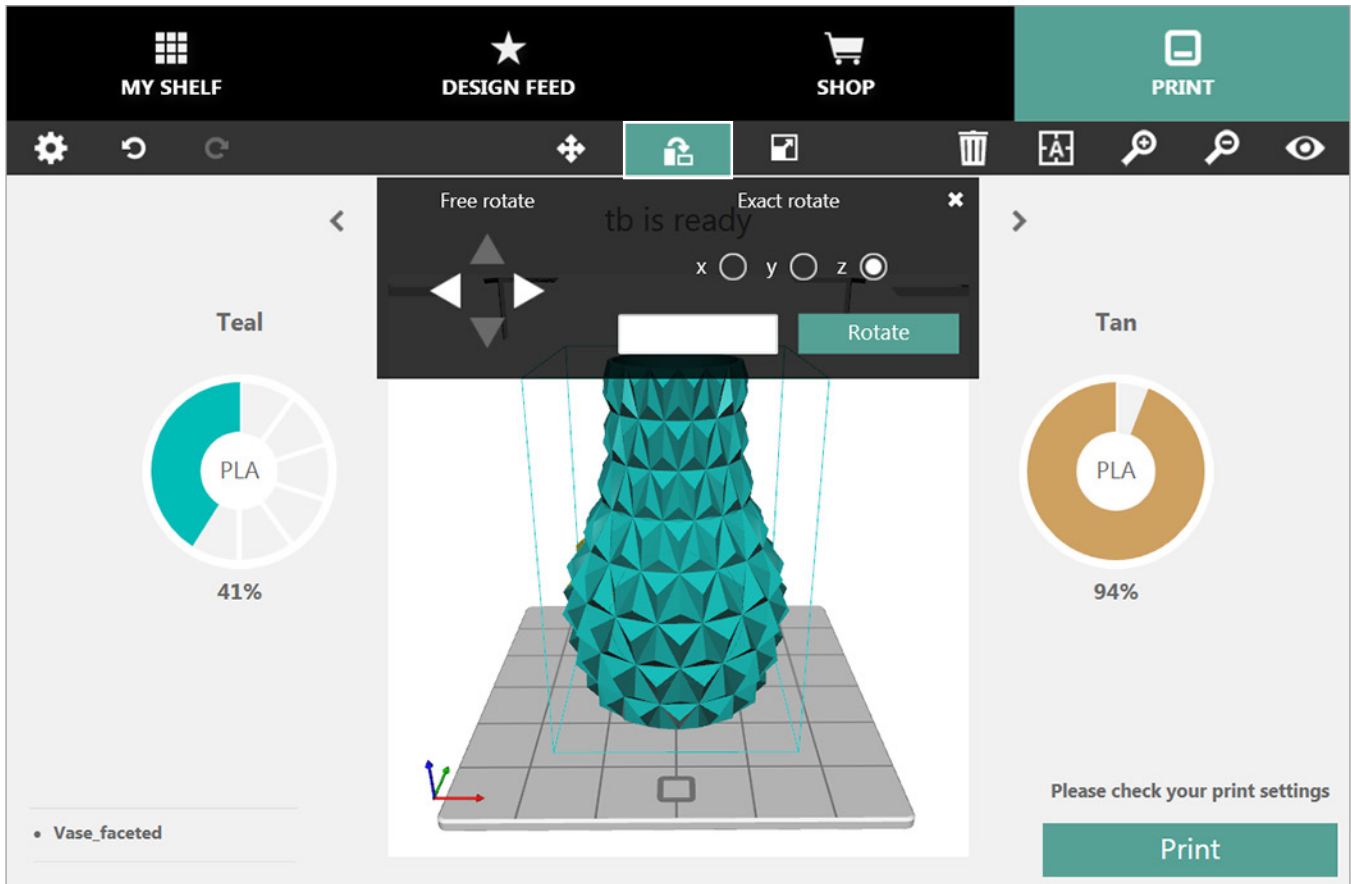 MY SHELF
DESIGN FEED
SHOP
PRINT
A
Free rotate
Exact rotate
tb is ready
x y z
Rotate
Teal
PLA
41%
Tan
PLA
94%
Vase_faceted
Please check your print settings
Print